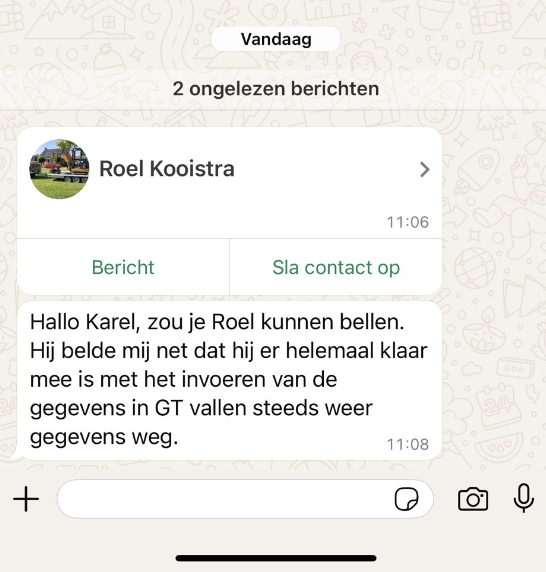 Vandaag
2 ongelezen berichten
Roel Kooistra
11:06
Bericht
Sla contact op
Hallo Karel, zou je Roel kunnen bellen.
Hij belde mij net dat hij er helemaal klaar
mee is met het invoeren van de
gegevens in GT vallen steeds weer
gegevens weg.
11:08